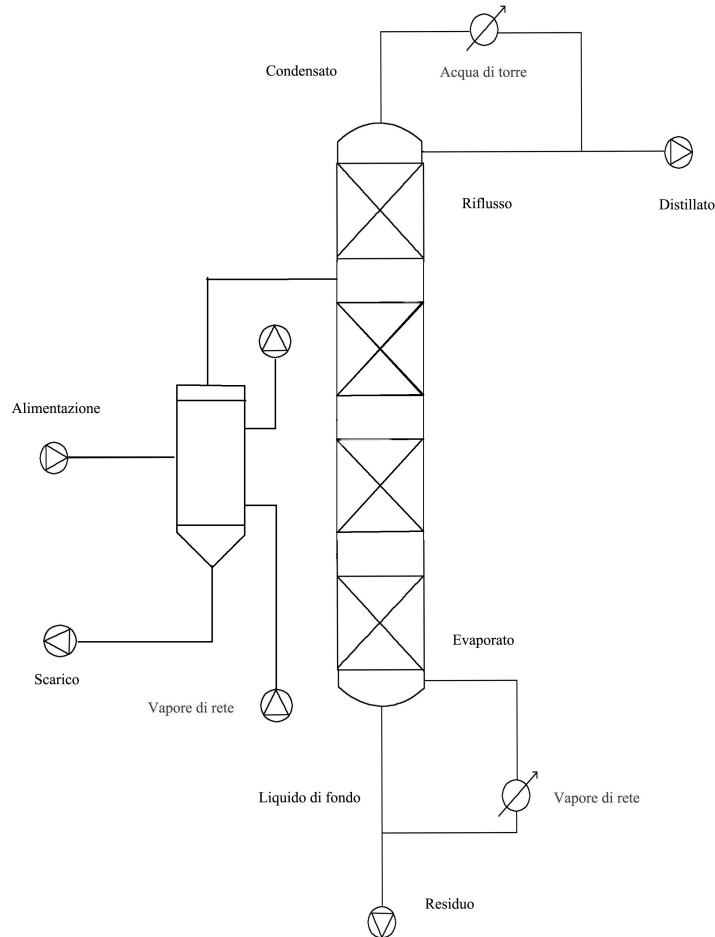 Condensato
Acqua di torre
Riflusso
Distillato
Alimentazione
Evaporato
Scarico
Vapore di rete
Liquido di fondo
Vapore di rete
Residuo